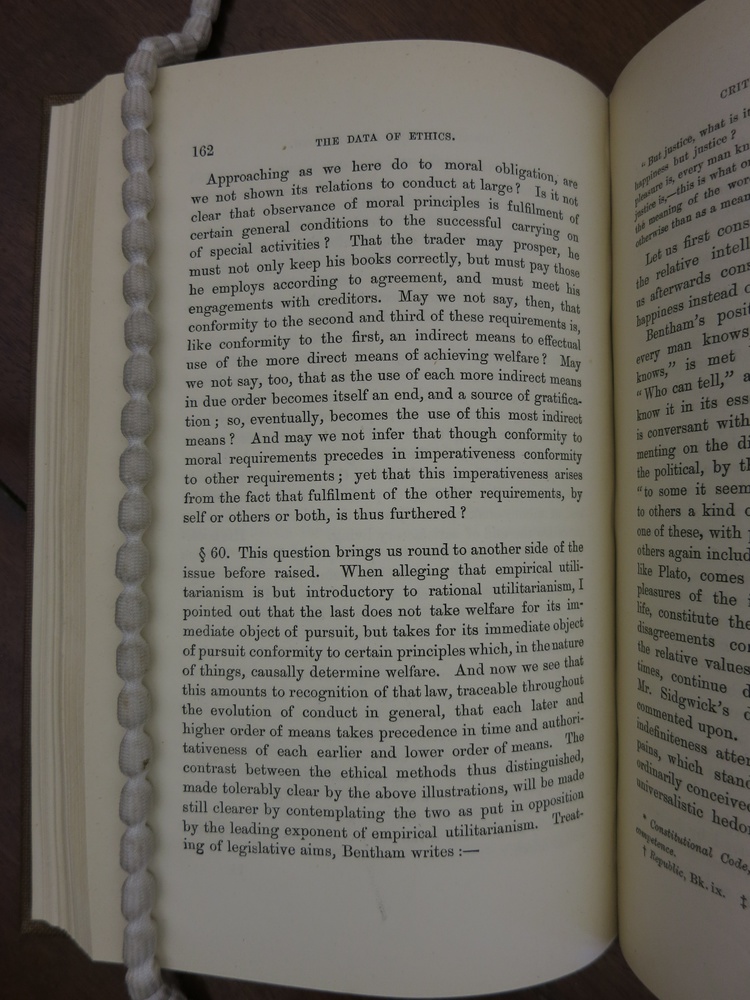 162
THE DATA OF ETHICS.
Approaching as we here do to moral obligation, are
we not shown its relations to conduct at large? Is it not
clear that observance of moral principles is fulfilment of
certain general conditions to the successful carrying on
of special activities? That the trader may prosper, he
must not only keep his books correctly, but must pay those
he employs according to agreement, and must meet his
engagements with creditors. May we not say, then, that
conformity to the second and third of these requirements is,
like conformity to the first, an indirect means to effectual
use of the more direct means of achieving welfare? May
we not say, too, that as the use of each more indirect means
in due order becomes itself an end, and a source of gratifica-
tion; so, eventually, becomes the use of this most indirect
means? And may we not infer that though conformity to
moral requirements precedes in imperativeness conformity
to other requirements; yet that this imperativeness arises
from the fact that fulfilment of the other requirements, by
self or others or both, is thus furthered?
§ 60. This question brings us round to another side of the
issue before raised. When alleging that empirical utili-
tarianism is but introductory to rational utilitarianism, I
pointed out that the last does not take welfare for its im-
mediate object of pursuit, but takes for its immediate object
of pursuit conformity to certain principles which, in the nature
of things, causally determine welfare. And now we see that
this amounts to recognition of that law, traceable throughout
the evolution of conduct in general, that each later and
higher order of means takes precedence in time and authori-
tativeness of each earlier and lower order of means. The
contrast between the ethical methods thus distinguished,
made tolerably clear by the above illustrations, will be made
still clearer by contemplating the two as put in opposition
by the leading exponent of empirical utilitarianism. Treat-
ing of legislative aims, Bentham writes:—
CRIT
"But justice, what is it
happiness but justice?
pleasure is, every man kn
justice is,—this is what o
the meaning of the wor
otherwise than as a mean
Let us first cons
the relative intell
us afterwards cons
happiness instead o
Bentham's posit
every man knows
knows," is met
"Who can tell," a
know it in its ess
is conversant with
menting on the di
the political, by th
"to some it seem
to others a kind o
one of these, with
others again includ
like Plato, comes
pleasures of the
life, constitute the
disagreements co
the relative values
times, continue d
Mr. Sidgwick's d
commented upon.
indefiniteness atten
pains, which stand
ordinarily conceived
universalistic hedo
* Constitutional Code,
competence.
† Republic, Bk. ix. ‡